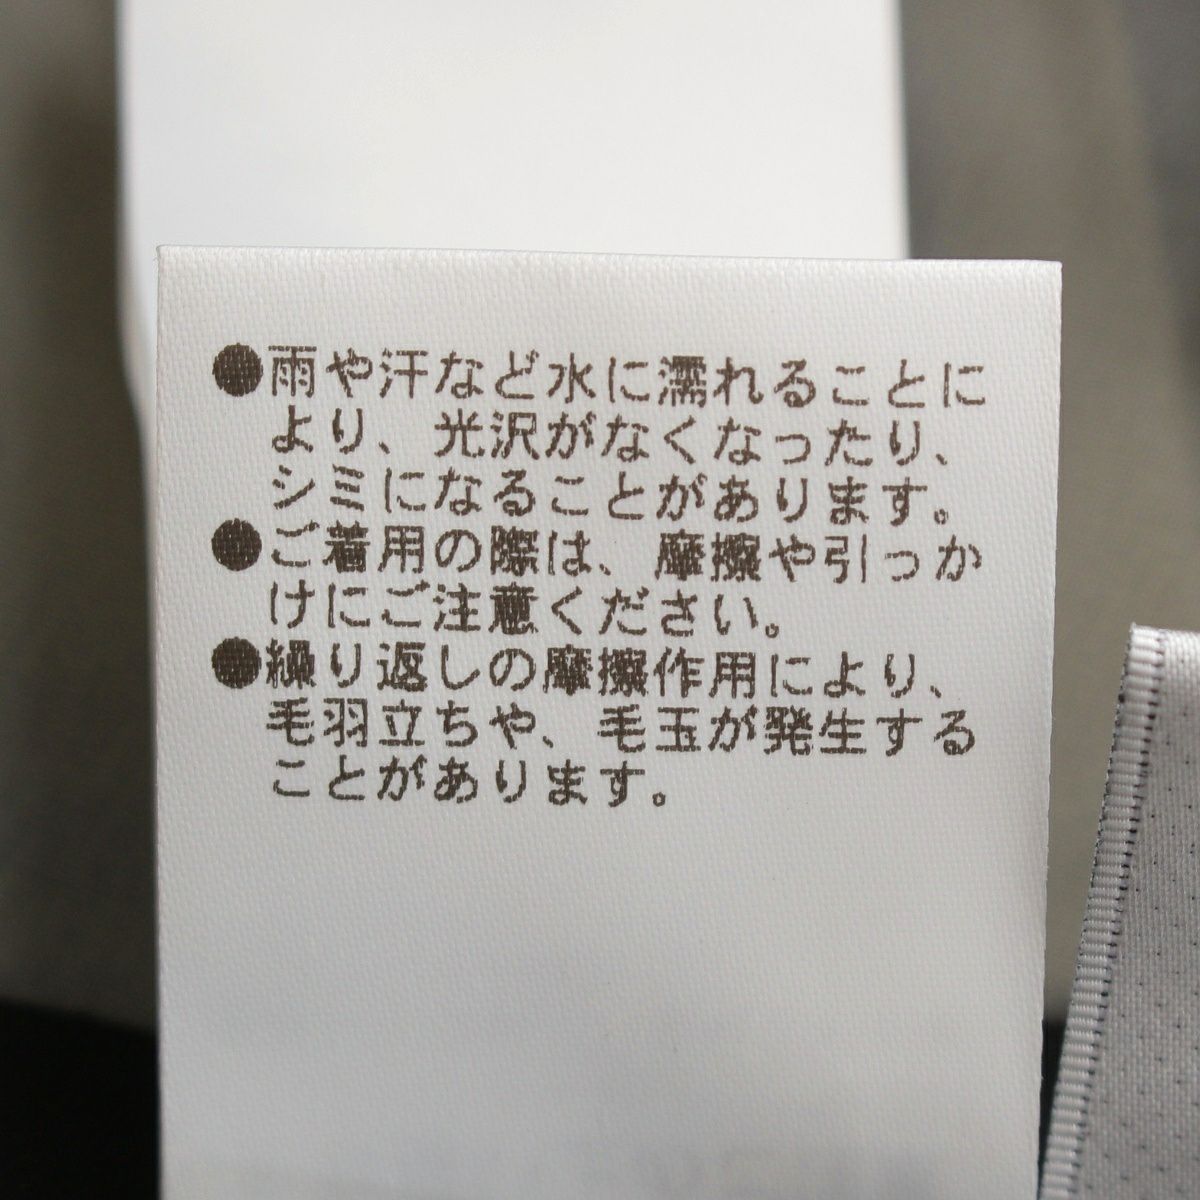 ●雨や汗など水に濡れることに
より、光沢がなくなったり、
シミになることがあります。
●ご着用の際は、摩擦や引っか
けにご注意ください。
●繰り返しの摩擦作用により、
毛羽立ちや、毛玉が発生する
ことがあります。